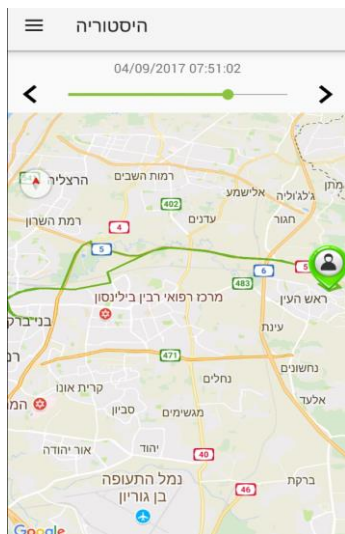 היסטוריה
04/09/2017 07:51:02
רמות השבים
הרצלי
אלישמע
ג'לג'וליה
מתן
402
עדנים
חגור
רמת השרון
4
5
6
5
483
מרכז רפואי רבין בילינסון
ראש העין
בני ברק
עינת
471
נחשונים
נחלים
קרית אונו
אלעד
סביון
מגשימים
אור יהודה
יהוד
40
נמל התעופה
בן גוריון
46
ברקת
Google